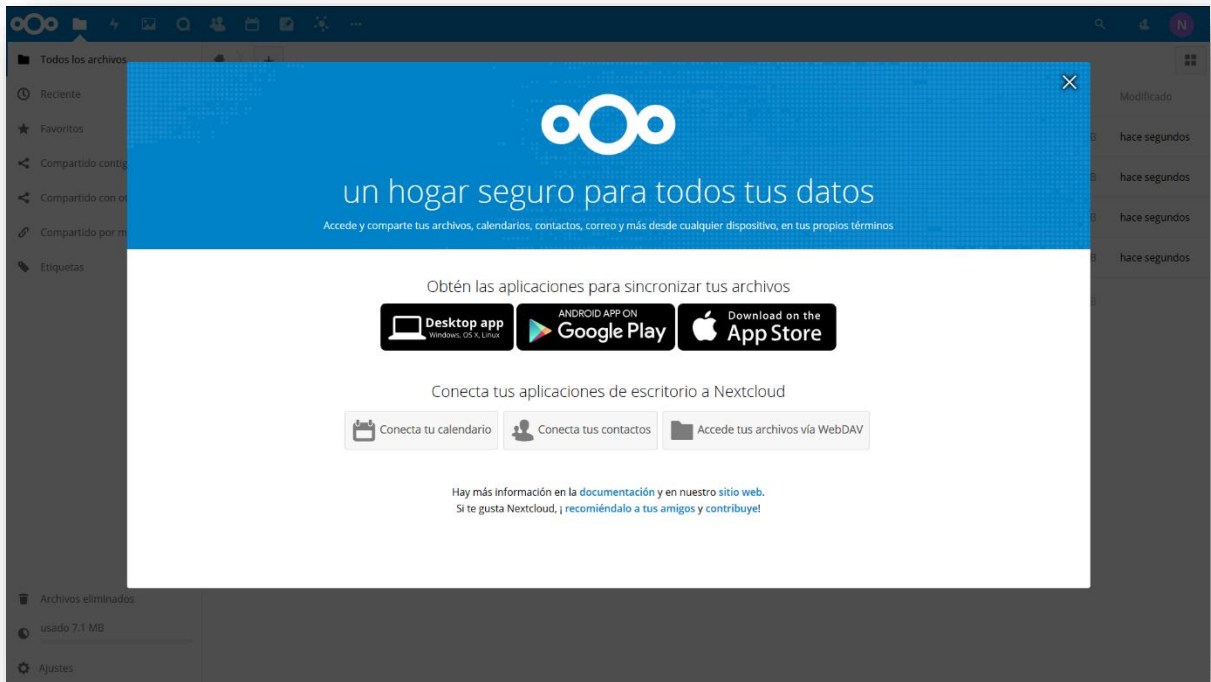 N
Todos los archivos
Reciente
Modificado
Favoritos
hace segundos
Compartido
hace segundos
Compartido con
hace segundos
Compartido por
hace segundos
Etiquetas
un hogar seguro para todos tus datos
Accede y comparte tus archivos, calendarios, contactos, correo y más desde cualquier dispositivo, en tus propios términos
Obtén las aplicaciones para sincronizar tus archivos
Desktop app
Windows, OS X, Linux
ANDROID APP ON
Google Play
Download on the
App Store
Conecta tus aplicaciones de escritorio a Nextcloud
Conecta tu calendario
Conecta tus contactos
Accede tus archivos vía WebDAV
Hay más información en la documentación y en nuestro sitio web.
Si te gusta Nextcloud, ¡ recomiéndalo a tus amigos y contribuye!
Archivos eliminados
usado 7.1 MB
Ajustes